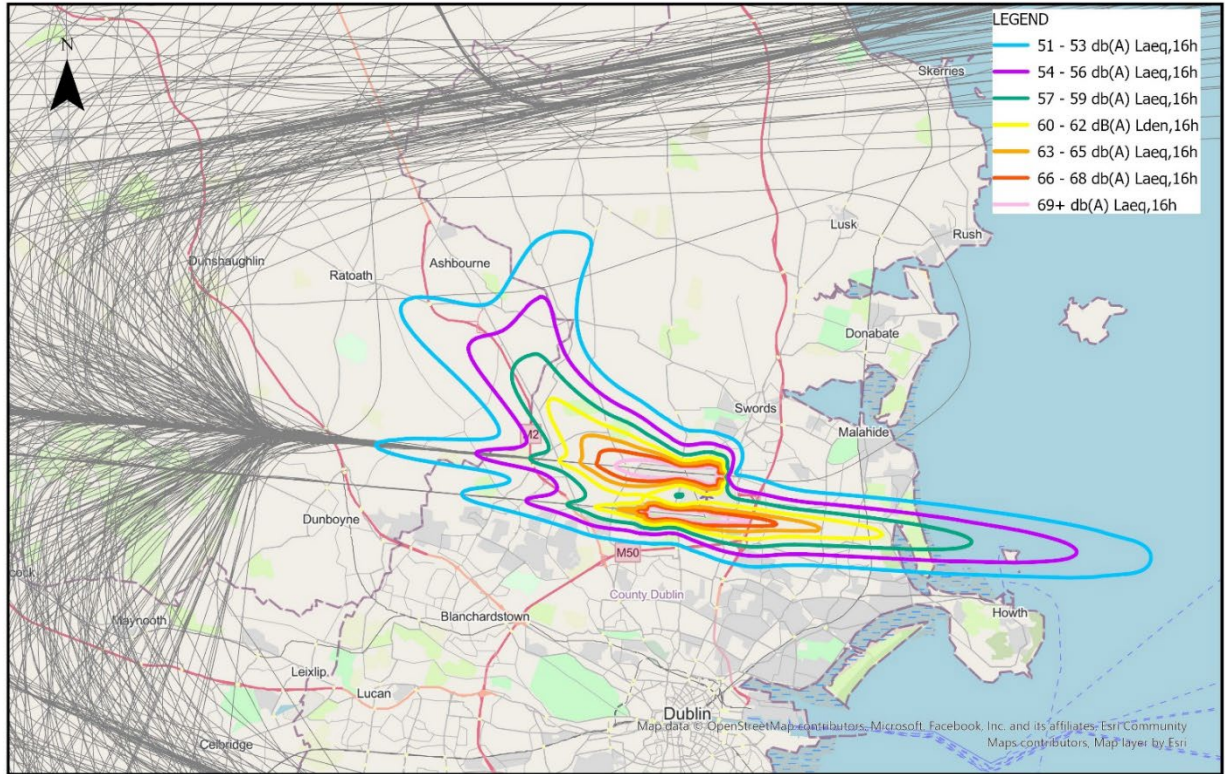 LEGEND
51 - 53 db(A) Laeq,16h
54 - 56 db(A) Laeq,16h
57 - 59 db(A) Laeq,16h
60 - 62 dB(A) Lden,16h
63 - 65 db(A) Laeq,16h
66 - 68 db(A) Laeq,16h
69+ db(A) Laeq,16h
N
Skerries
Lusk
Rush
Dunshaughlin
Ratoath
Ashbourne
Donabate
Swords
Malahide
M2
Dunboyne
M50
cock
County Dublin
Howth
Blanchardstown
Maynooth
Leixlip
Lucan
Dublin
Celbridge
Map data © OpenStreetMap contributors, Microsoft, Facebook, Inc. and its affiliates, Esri Community
Maps contributors, Map layer by Esri